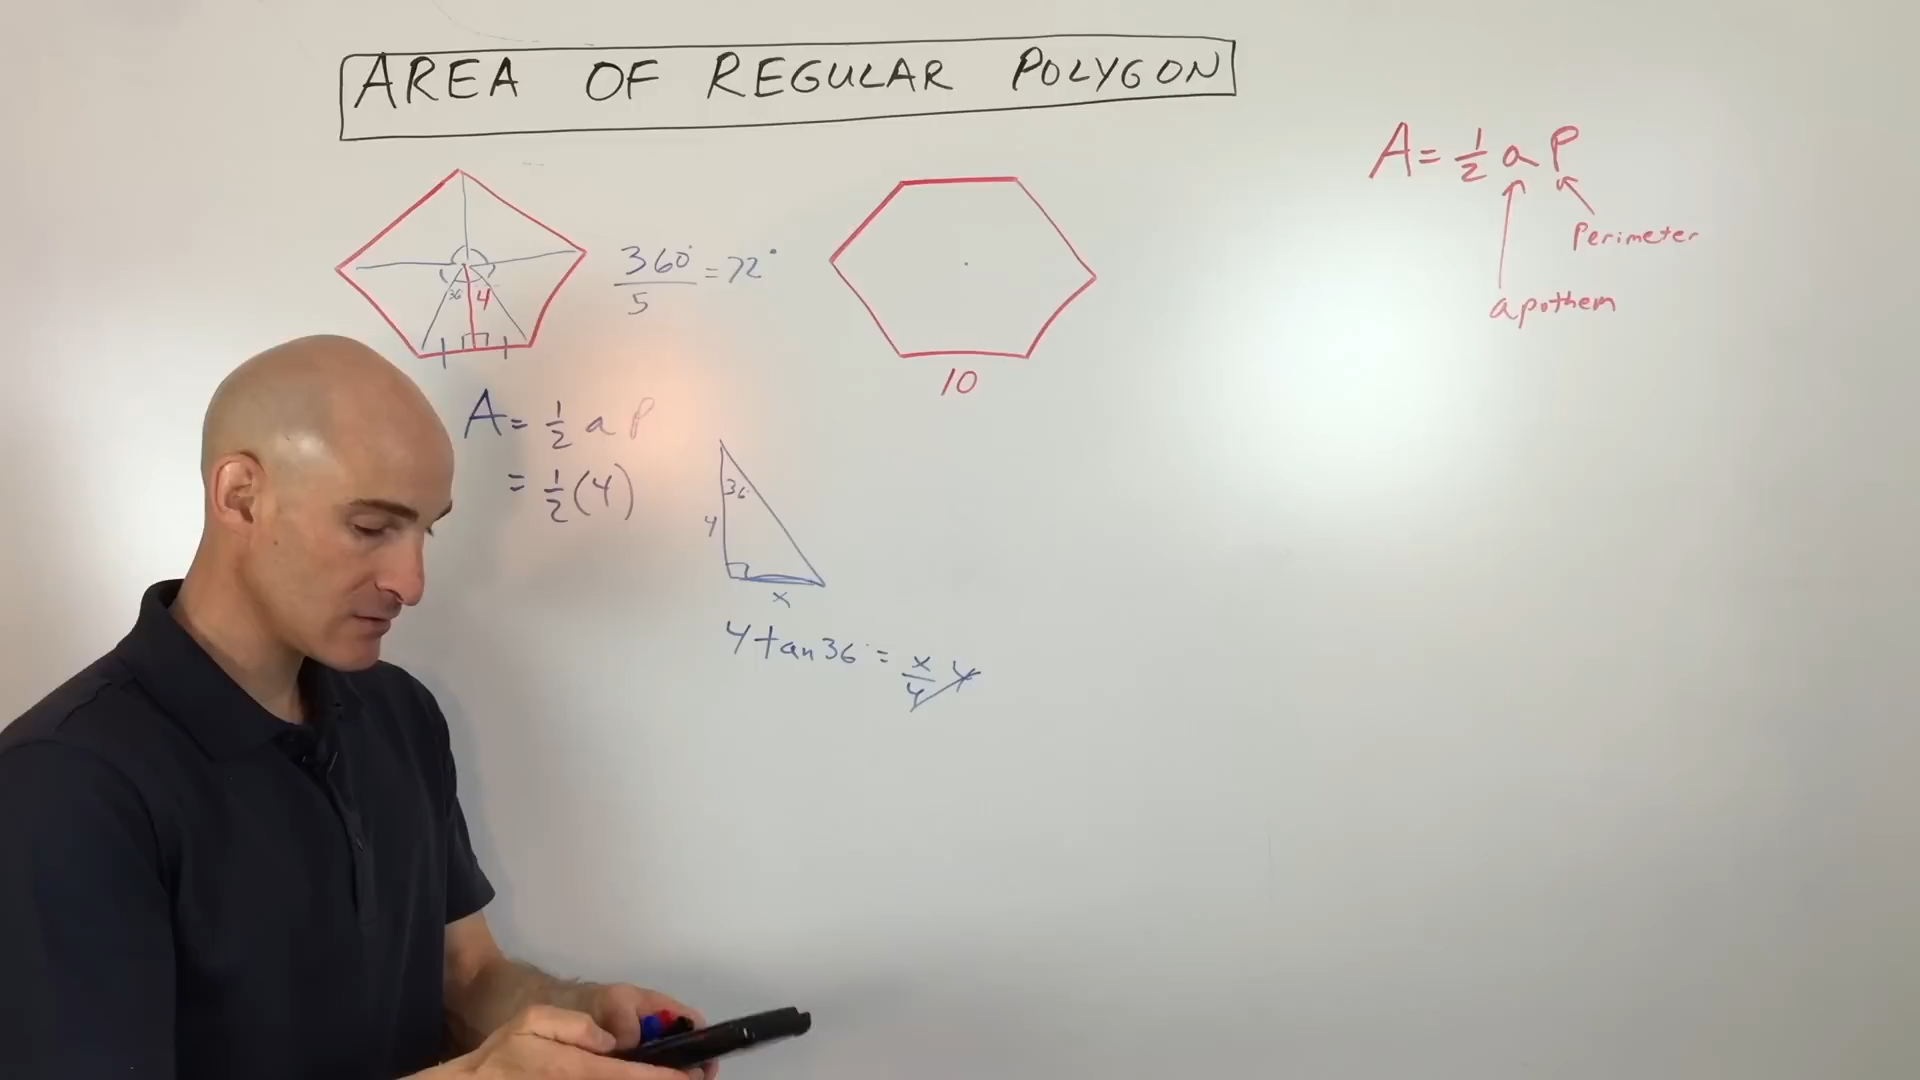 AREA OF REGULAR POLYGON
A = 1/2 a P
Perimeter
apothem
360°/5 = 72°
36 4
10
A = 1/2 a P
= 1/2 (4)
36
4
x
4 tan 36° = x/4 4